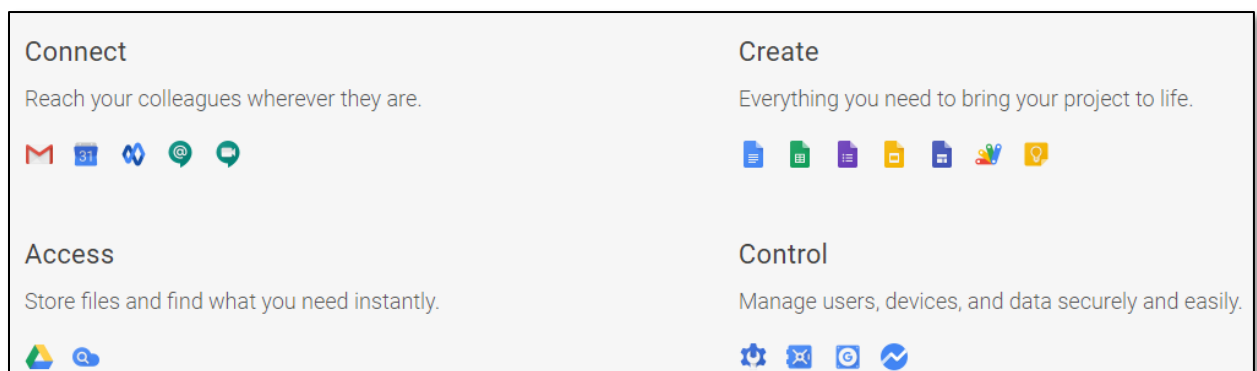 Connect
Reach your colleagues wherever they are.
31
Create
Everything you need to bring your project to life.
Access
Store files and find what you need instantly.
Control
Manage users, devices, and data securely and easily.
G